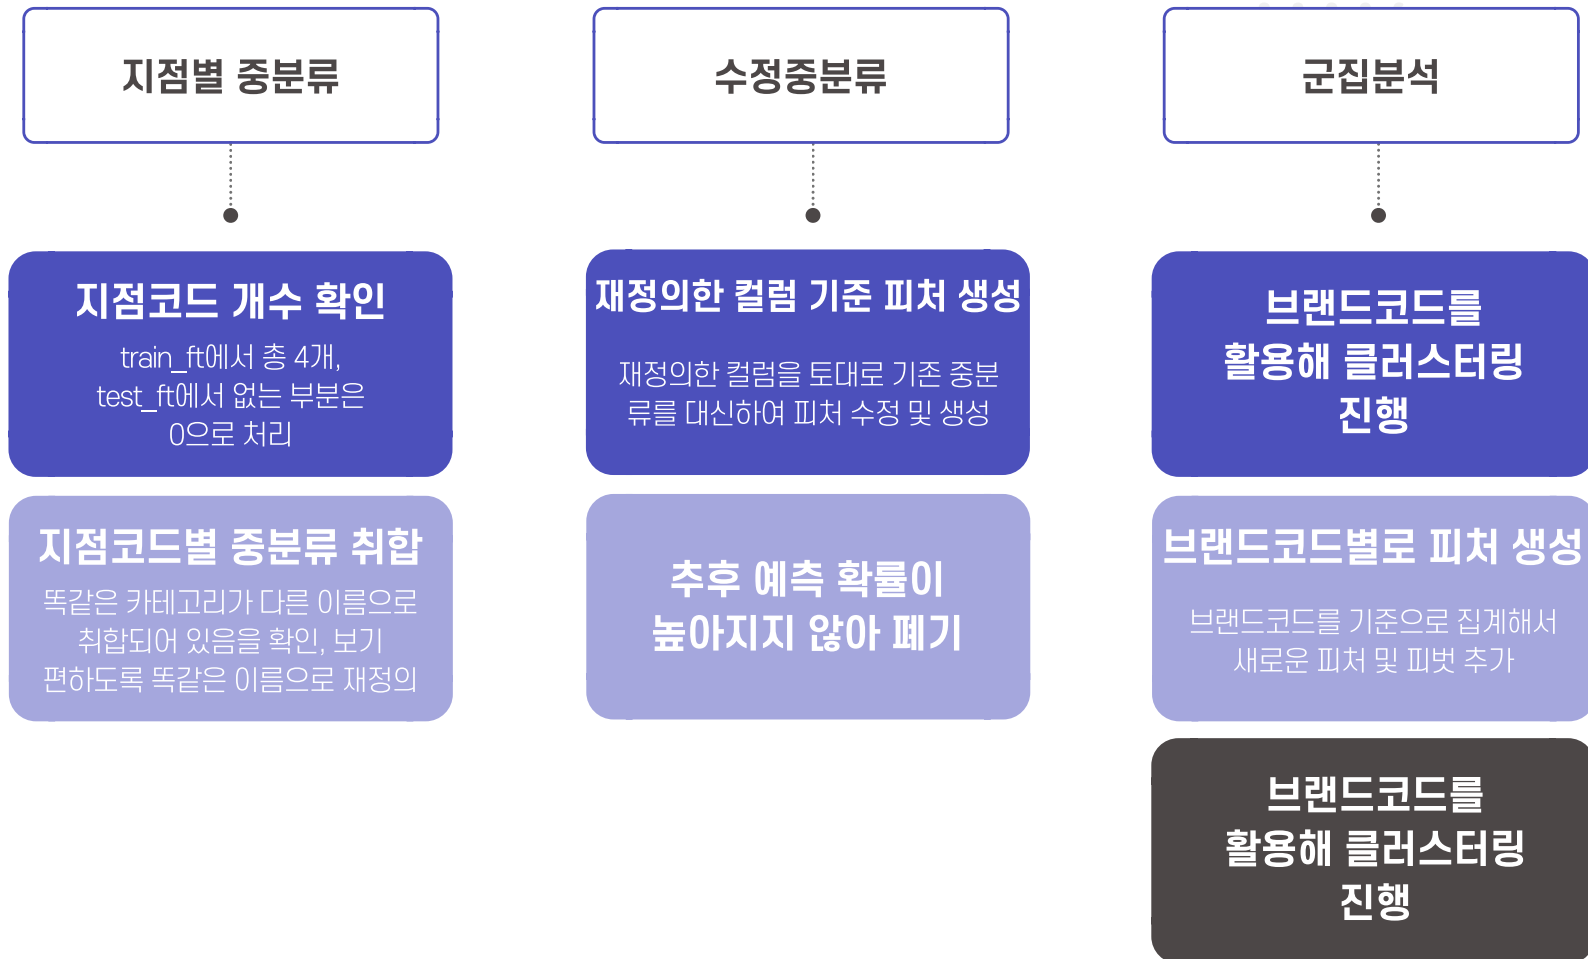 지점별 중분류
지점코드 개수 확인
train_ft에서 총 4개,
test_ft에서 없는 부분은
0으로 처리
지점코드별 중분류 취합
똑같은 카테고리가 다른 이름으로
취합되어 있음을 확인, 보기
편하도록 똑같은 이름으로 재정의
수정중분류
재정의한 컬럼 기준 피처 생성
재정의한 컬럼을 토대로 기존 중분
류를 대신하여 피처 수정 및 생성
추후 예측 확률이
높아지지 않아 폐기
군집분석
브랜드코드를
활용해 클러스터링
진행
브랜드코드별로 피처 생성
브랜드코드를 기준으로 집계해서
새로운 피처 및 피벗 추가
브랜드코드를
활용해 클러스터링
진행